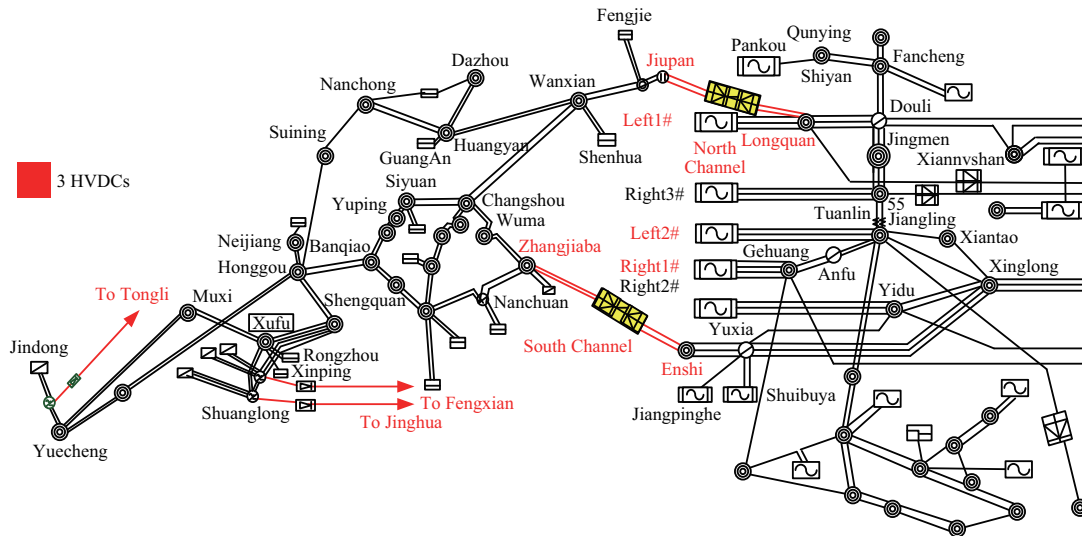 Fengjie
Qunying
Pankou
Fancheng
Dazhou
Jiupan
Shiyan
Nanchong
Wanxian
Left1#
Longquan
Douli
Suining
Huangyan
GuangAn
Shenhua
North
Channel
Jingmen
Xiannvshan
3 HVDCs
Siyuan
Yuping
Changshou
Right3#
55
Tuanlin
Jiangling
Wuma
Neijiang
Banqiao
Zhangjiaba
Left2#
Xiantao
Honggou
Gehuang
Right1#
Anfu
Xinglong
To Tongli
Muxi
Shengquan
Nanchuan
Right2#
Yidu
Xufu
Jindong
Rongzhou
Yuxia
South Channel
Xinping
Enshi
Shuanglong
To Fengxian
Jiangpinghe
Shuibuya
To Jinghua
Yuecheng